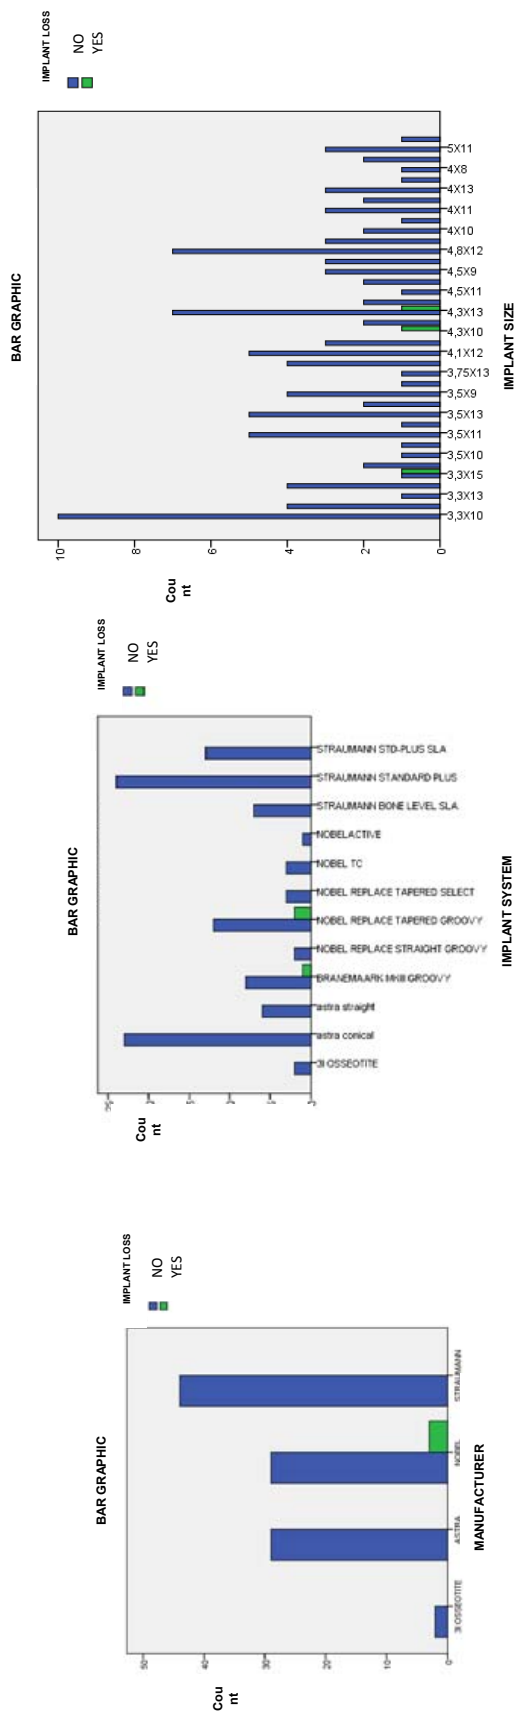 BAR GRAPHIC
IMPLANT LOSS
NO
YES
Cou
nt
10
8
6
4
2
0
3,3X10
3,3X13
3,3X15
3,5X10
3,5X11
3,5X13
3,5X9
3,75X13
4,1X12
4,3X10
4,3X13
4,5X11
4,5X9
4,8X12
4X10
4X11
4X13
4X8
5X11
IMPLANT SIZE
BAR GRAPHIC
IMPLANT LOSS
NO
YES
Cou
nt
3I OSSEOTITE
astra conical
astra straight
BRANEMAARK MKIII GROOVY
NOBEL REPLACE STRAIGHT GROOVY
NOBEL REPLACE TAPERED GROOVY
NOBEL REPLACE TAPERED SELECT
NOBEL TC
NOBELACTIVE
STRAUMANN BONE LEVEL SLA
STRAUMANN STANDARD PLUS
STRAUMANN STD-PLUS SLA
IMPLANT SYSTEM
BAR GRAPHIC
IMPLANT LOSS
NO
YES
Cou
nt
50
40
30
20
10
0
3I OSSEOTITE
ASTRA
NOBEL
STRAUMANN
MANUFACTURER